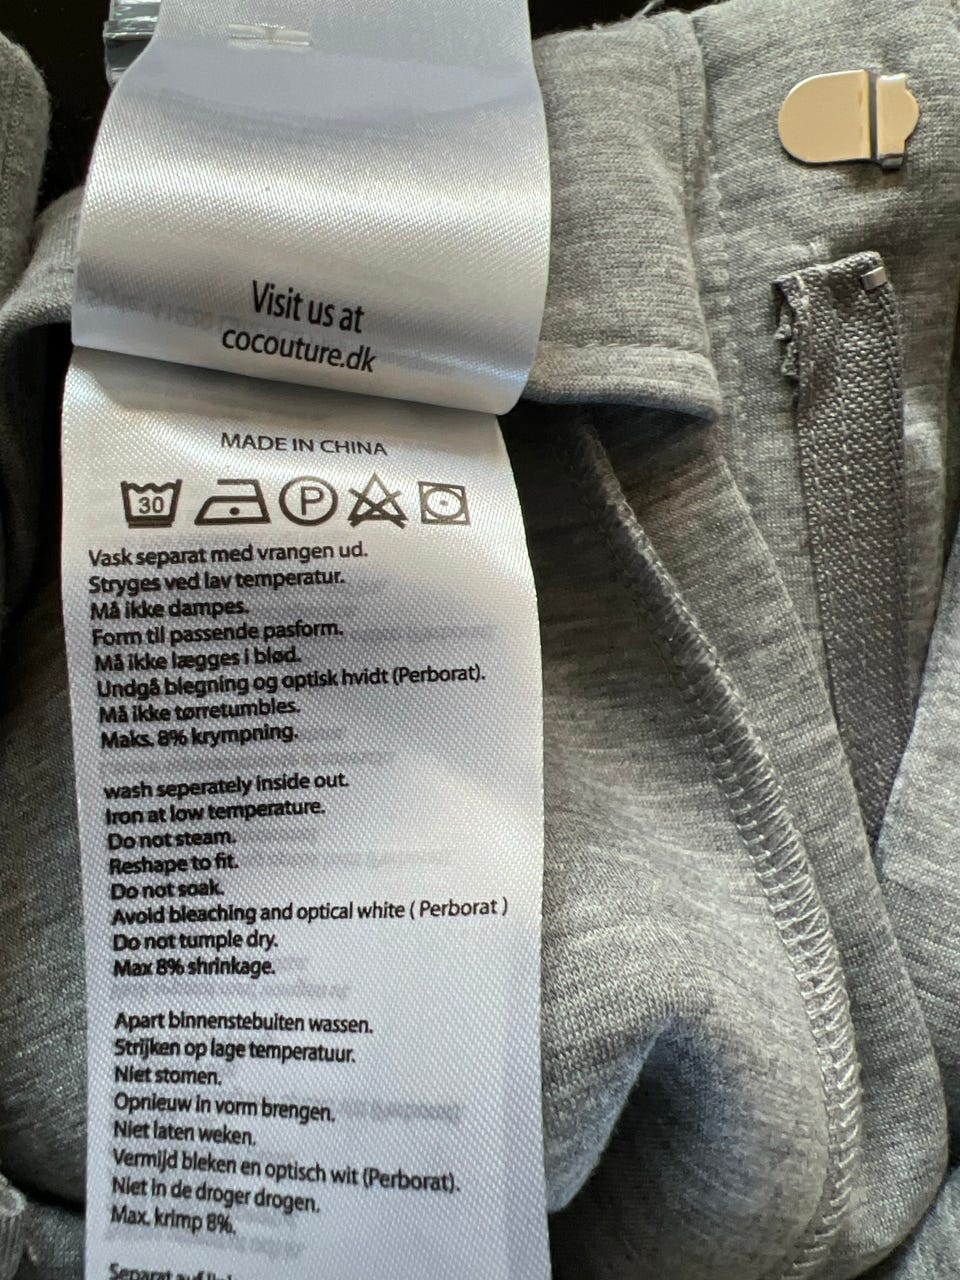 Visit us at
cocouture.dk
MADE IN CHINA
30 P
Vask separat med vrangen ud.
Stryges ved lav temperatur.
Må ikke dampes.
Form til passende pasform.
Må ikke lægges i blød.
Undgå blegning og optisk hvidt (Perborat).
Må ikke tørretumbles.
Maks. 8% krympning.
wash seperately inside out.
Iron at low temperature.
Do not steam.
Reshape to fit.
Do not soak.
Avoid bleaching and optical white ( Perborat )
Do not tumple dry.
Max 8% shrinkage.
Apart binnenstebuiten wassen.
Strijken op lage temperatuur.
Niet stomen.
Opnieuw in vorm brengen.
Niet laten weken.
Vermijd bleken en optisch wit (Perborat).
Niet in de droger drogen.
Max. krimp 8%.
Separat auf